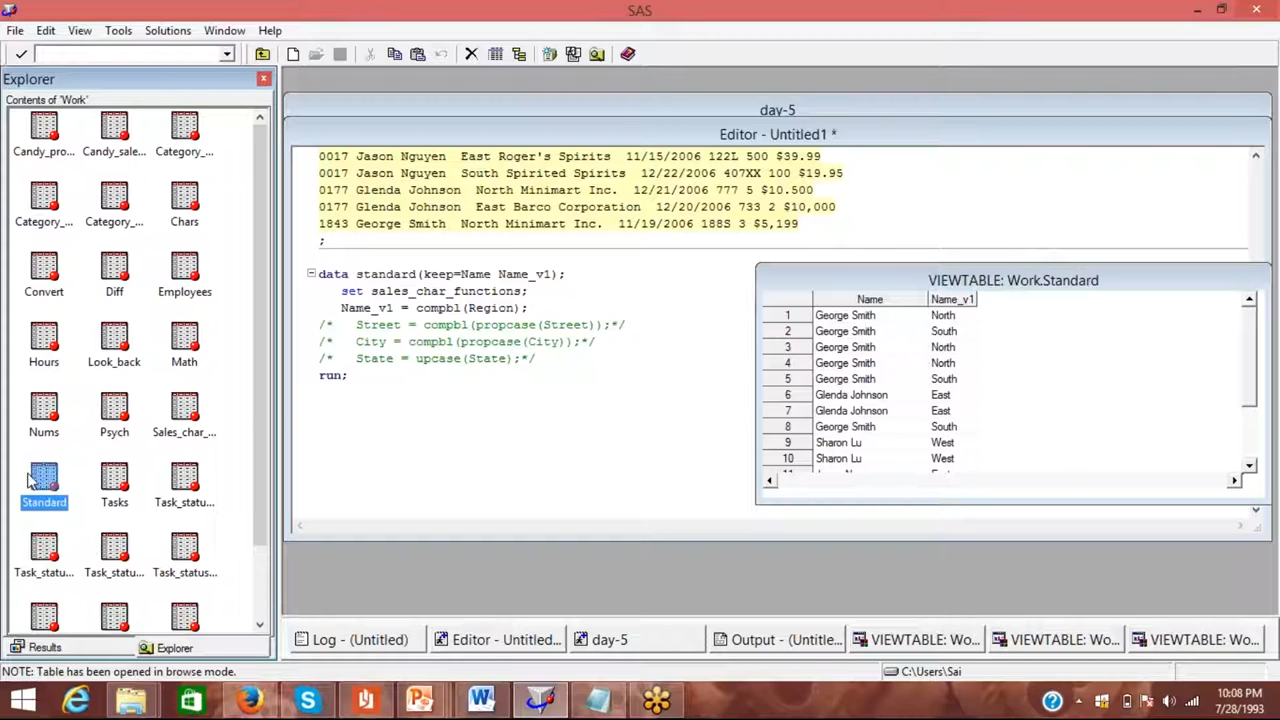 SAS
File Edit View Tools Solutions Window Help
Explorer
Contents of 'Work'
Candy_pro... Candy_sale... Category_...
Category_... Category_... Chars
Convert Diff Employees
Hours Look_back Math
Nums Psych Sales_char_...
Standard Tasks Task_statu...
Task_statu... Task_statu... Task_status...
Results Explorer
day-5
Editor - Untitled1 *
0017 Jason Nguyen East Roger's Spirits 11/15/2006 122L 500 $39.99
0017 Jason Nguyen South Spirited Spirits 12/22/2006 407XX 100 $19.95
0177 Glenda Johnson North Minimart Inc. 12/21/2006 777 5 $10.500
0177 Glenda Johnson East Barco Corporation 12/20/2006 733 2 $10,000
1843 George Smith North Minimart Inc. 11/19/2006 188S 3 $5,199
;
data standard(keep=Name Name_v1);
set sales_char_functions;
Name_v1 = compbl(Region);
/* Street = compbl(propcase(Street));*/
/* City = compbl(propcase(City));*/
/* State = upcase(State);*/
run;
VIEWTABLE: Work.Standard
Name Name_v1
1 George Smith North
2 George Smith South
3 George Smith North
4 George Smith North
5 George Smith South
6 Glenda Johnson East
7 Glenda Johnson East
8 George Smith South
9 Sharon Lu West
10 Sharon Lu West
Log - (Untitled) Editor - Untitled... day-5 Output - (Untitle... VIEWTABLE: Wo... VIEWTABLE: Wo... VIEWTABLE: Wo...
NOTE: Table has been opened in browse mode. C:\Users\Sai
10:08 PM
7/28/1993